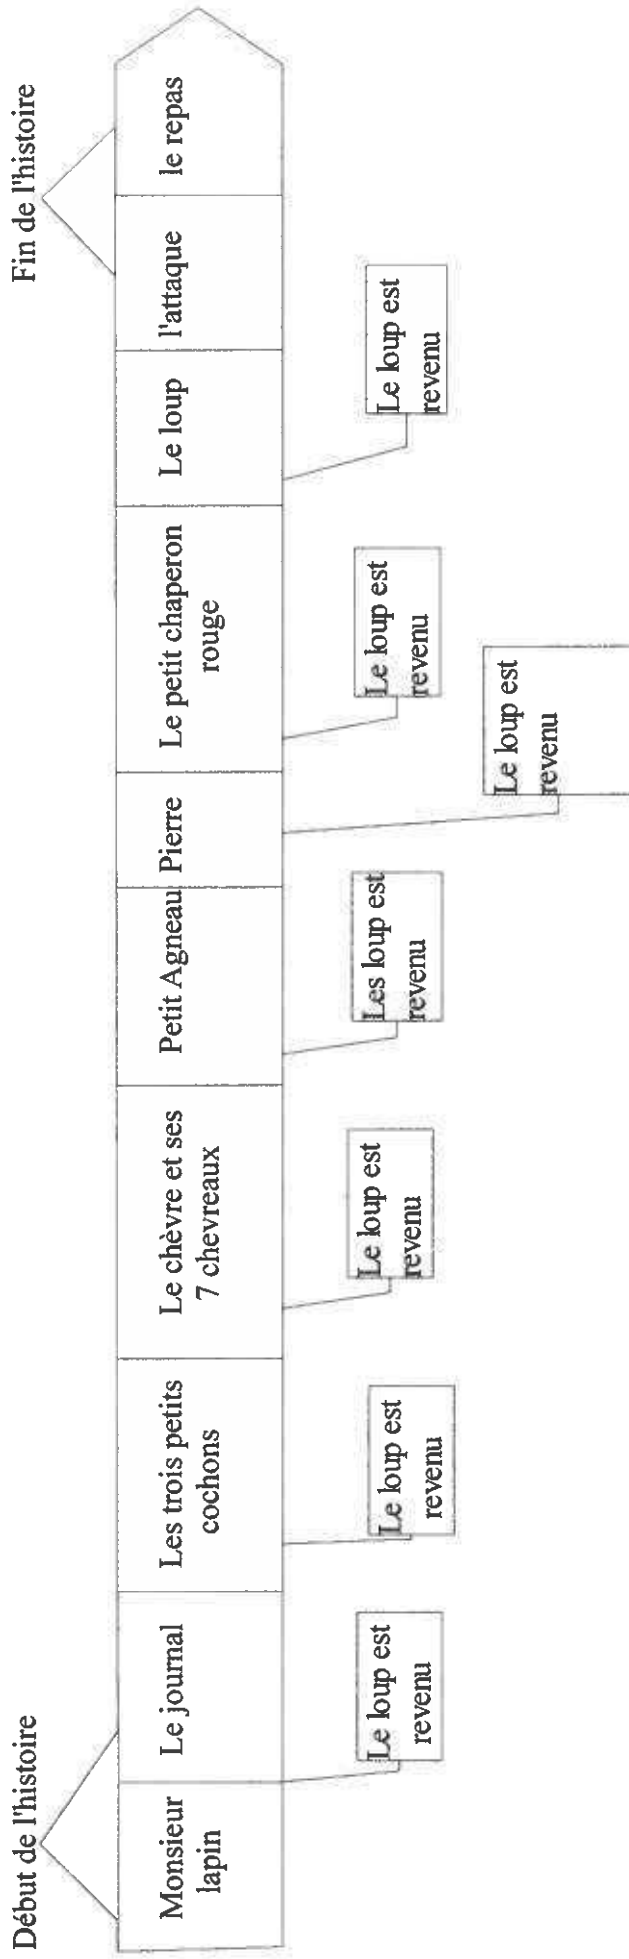 Début de l'histoire
Fin de l'histoire
Monsieur
lapin
Le journal
Les trois petits
cochons
Le chèvre et ses
7 chevreaux
Petit Agneau
Pierre
Le petit chaperon
rouge
Le loup
l'attaque
le repas
Le loup est
revenu
Le loup est
revenu
Le loup est
revenu
Les loup est
revenu
Le loup est
revenu
Le loup est
revenu
Le loup est
revenu